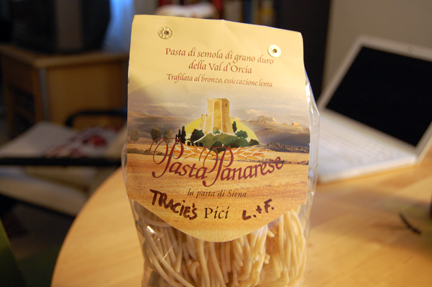 Pasta di semola di grano duro
della Val d'Orcia
Trafilata al bronzo, essiccazione lenta
Pasta Panarese
la pasta di Siena
TRACIE'S Pici L.+F.